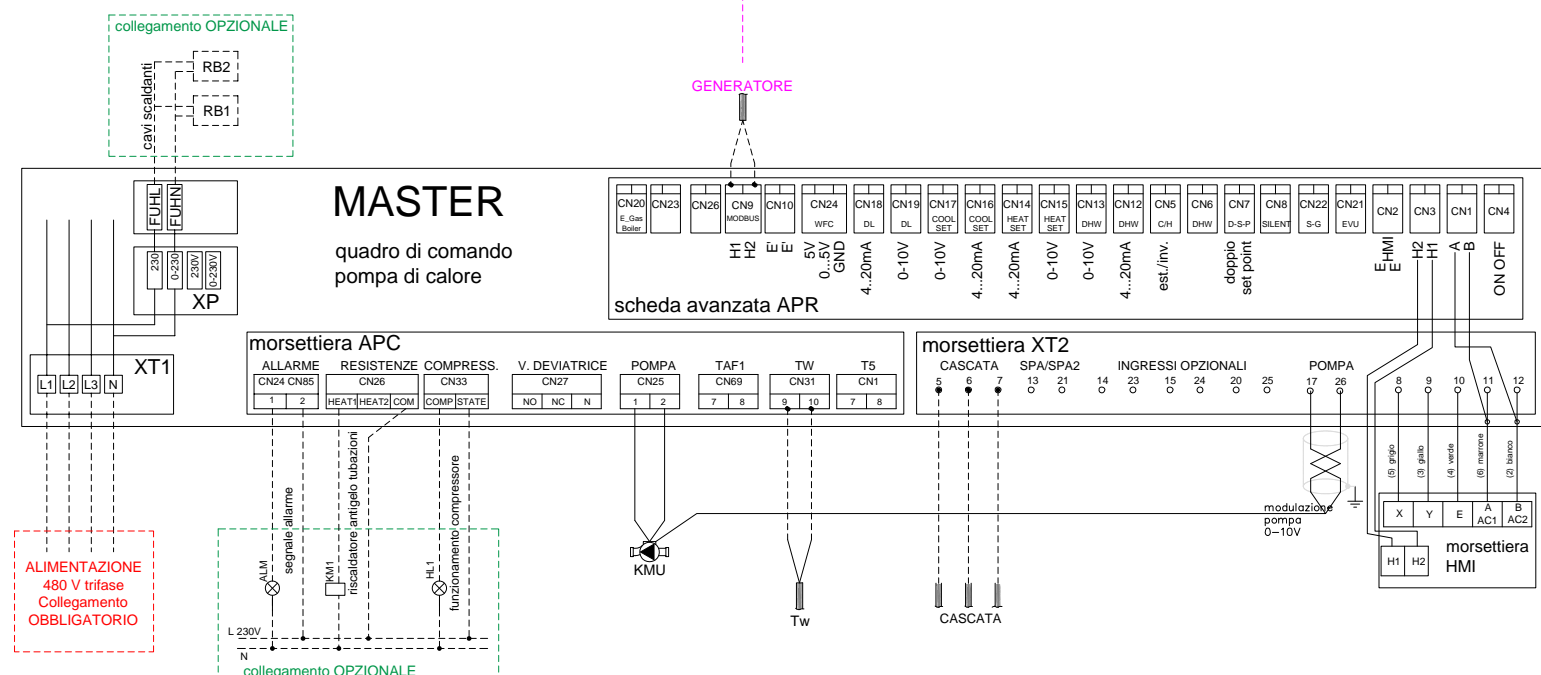 collegamento OPZIONALE
cavi scaldanti
RB2
RB1
GENERATORE
FUHL
FUHN
MASTER
quadro di comando
pompa di calore
230
0-230
230V
0-230V
XP
XT1
L1 L2 L3 N
CN20 CN23 CN26 CN9 CN10 CN24 CN18 CN19 CN17 CN16 CN14 CN15 CN13 CN12 CN5 CN6 CN7 CN8 CN22 CN21 CN2 CN3 CN1 CN4
E_Gas
Boiler
MODBUS
WFC
DL
DL
COOL
SET
COOL
SET
HEAT
SET
HEAT
SET
DHW
DHW
C/H
DHW
D-S-P
SILENT
S-G
EVU
H1
H2
E
E
5V
0...5V
GND
4...20mA
0-10V
0-10V
4...20mA
4...20mA
0-10V
0-10V
4...20mA
est./inv.
doppio
set point
E
HMI
E
H2
H1
A
B
ON OFF
scheda avanzata APR
morsettiera APC
ALLARME RESISTENZE COMPRESS. V. DEVIATRICE POMPA TAF1 TW T5
CN24 CN85 CN26 CN33 CN27 CN25 CN69 CN31 CN1
1 2 HEAT1 HEAT2 COM COMP STATE NO NC N 1 2 7 8 9 10 7 8
morsettiera XT2
CASCATA SPA/SPA2 INGRESSI OPZIONALI POMPA
5 6 7 13 21 14 23 15 24 20 25 17 26 8 9 10 11 12
(5) grigio
(3) giallo
(4) verde
(6) marrone
(2) bianco
modulazione
pompa
0-10V
X Y E A B
AC1 AC2
H1 H2
morsettiera
HMI
ALIMENTAZIONE
480 V trifase
Collegamento
OBBLIGATORIO
ALM
segnale allarme
KM1
riscaldatore antigelo tubazioni
HL1
funzionamento compressore
L 230V
N
collegamento OPZIONALE
KMU
Tw
CASCATA